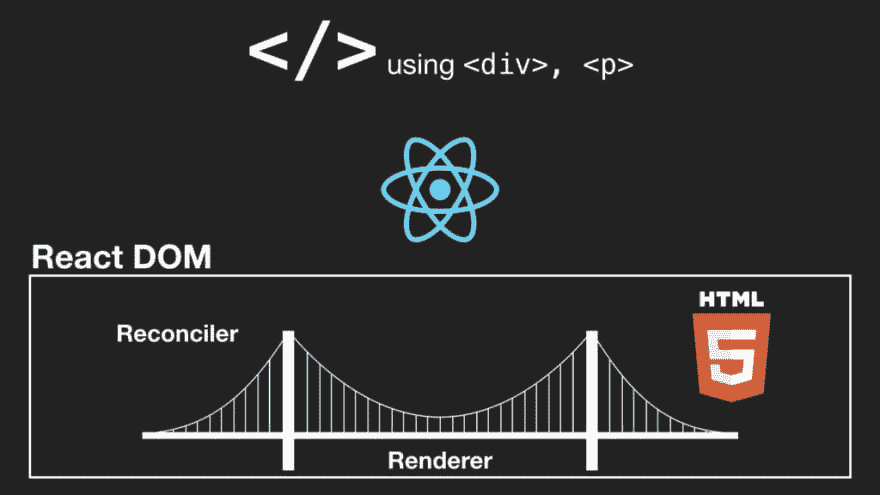 </> using <div>, <p>
React DOM
HTML
5
Reconciler
Renderer